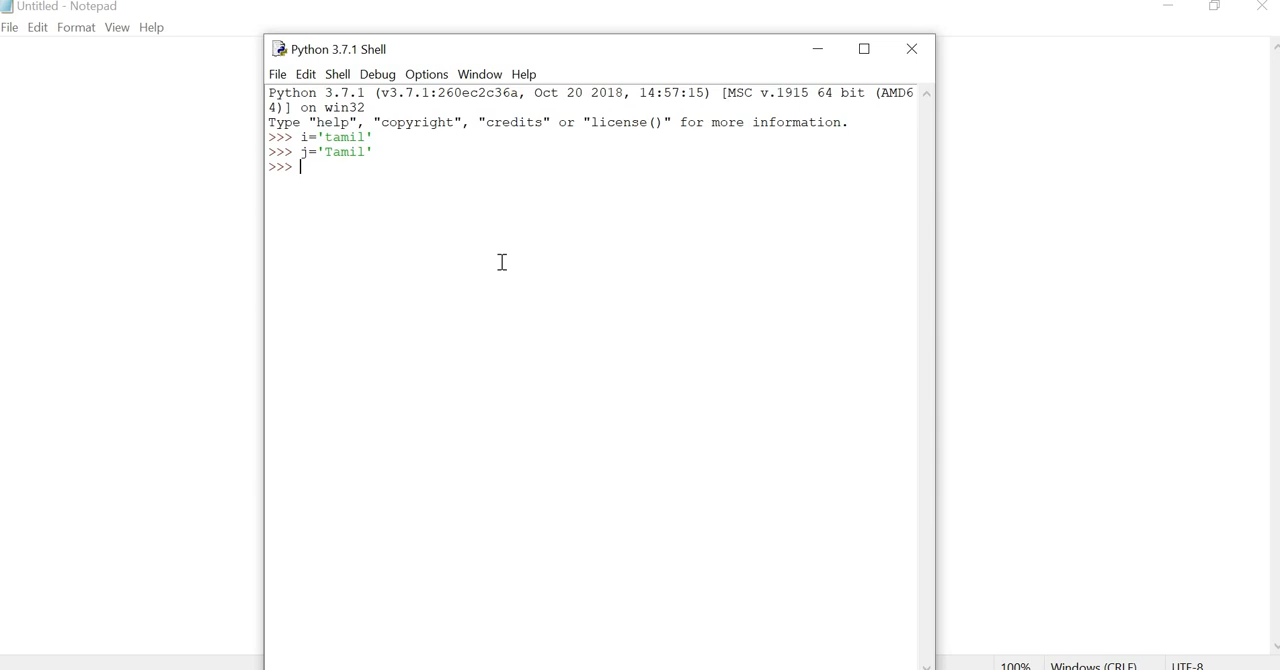 Untitled - Notepad
File Edit Format View Help
Python 3.7.1 Shell
File Edit Shell Debug Options Window Help
Python 3.7.1 (v3.7.1:260ec2c36a, Oct 20 2018, 14:57:15) [MSC v.1915 64 bit (AMD6
4)] on win32
Type "help", "copyright", "credits" or "license()" for more information.
>>> i='tamil'
>>> j='Tamil'
>>>
100% Windows (CRLF) UTF-8